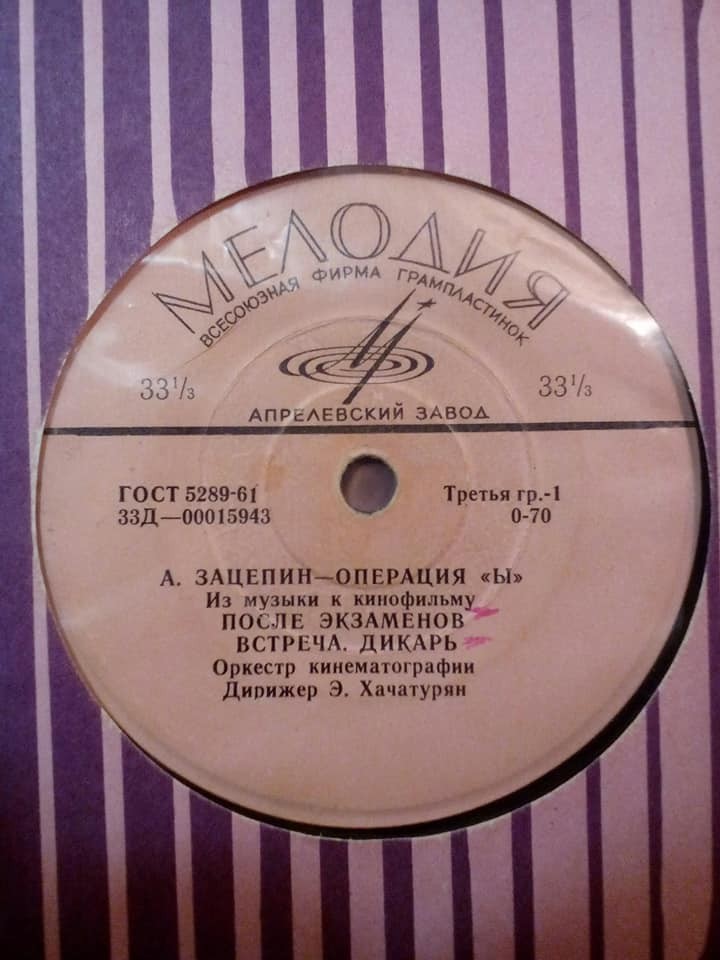 МЕЛОДИЯ
ВСЕСОЮЗНАЯ ФИРМА ГРАМПЛАСТИНОК
33⅓ 33⅓
АПРЕЛЕВСКИЙ ЗАВОД
ГОСТ 5289-61 Третья гр.-1
33Д—00015943 0-70
А. ЗАЦЕПИН—ОПЕРАЦИЯ «Ы»
Из музыки к кинофильму
ПОСЛЕ ЭКЗАМЕНОВ
ВСТРЕЧА. ДИКАРЬ
Оркестр кинематографии
Дирижер Э. Хачатурян